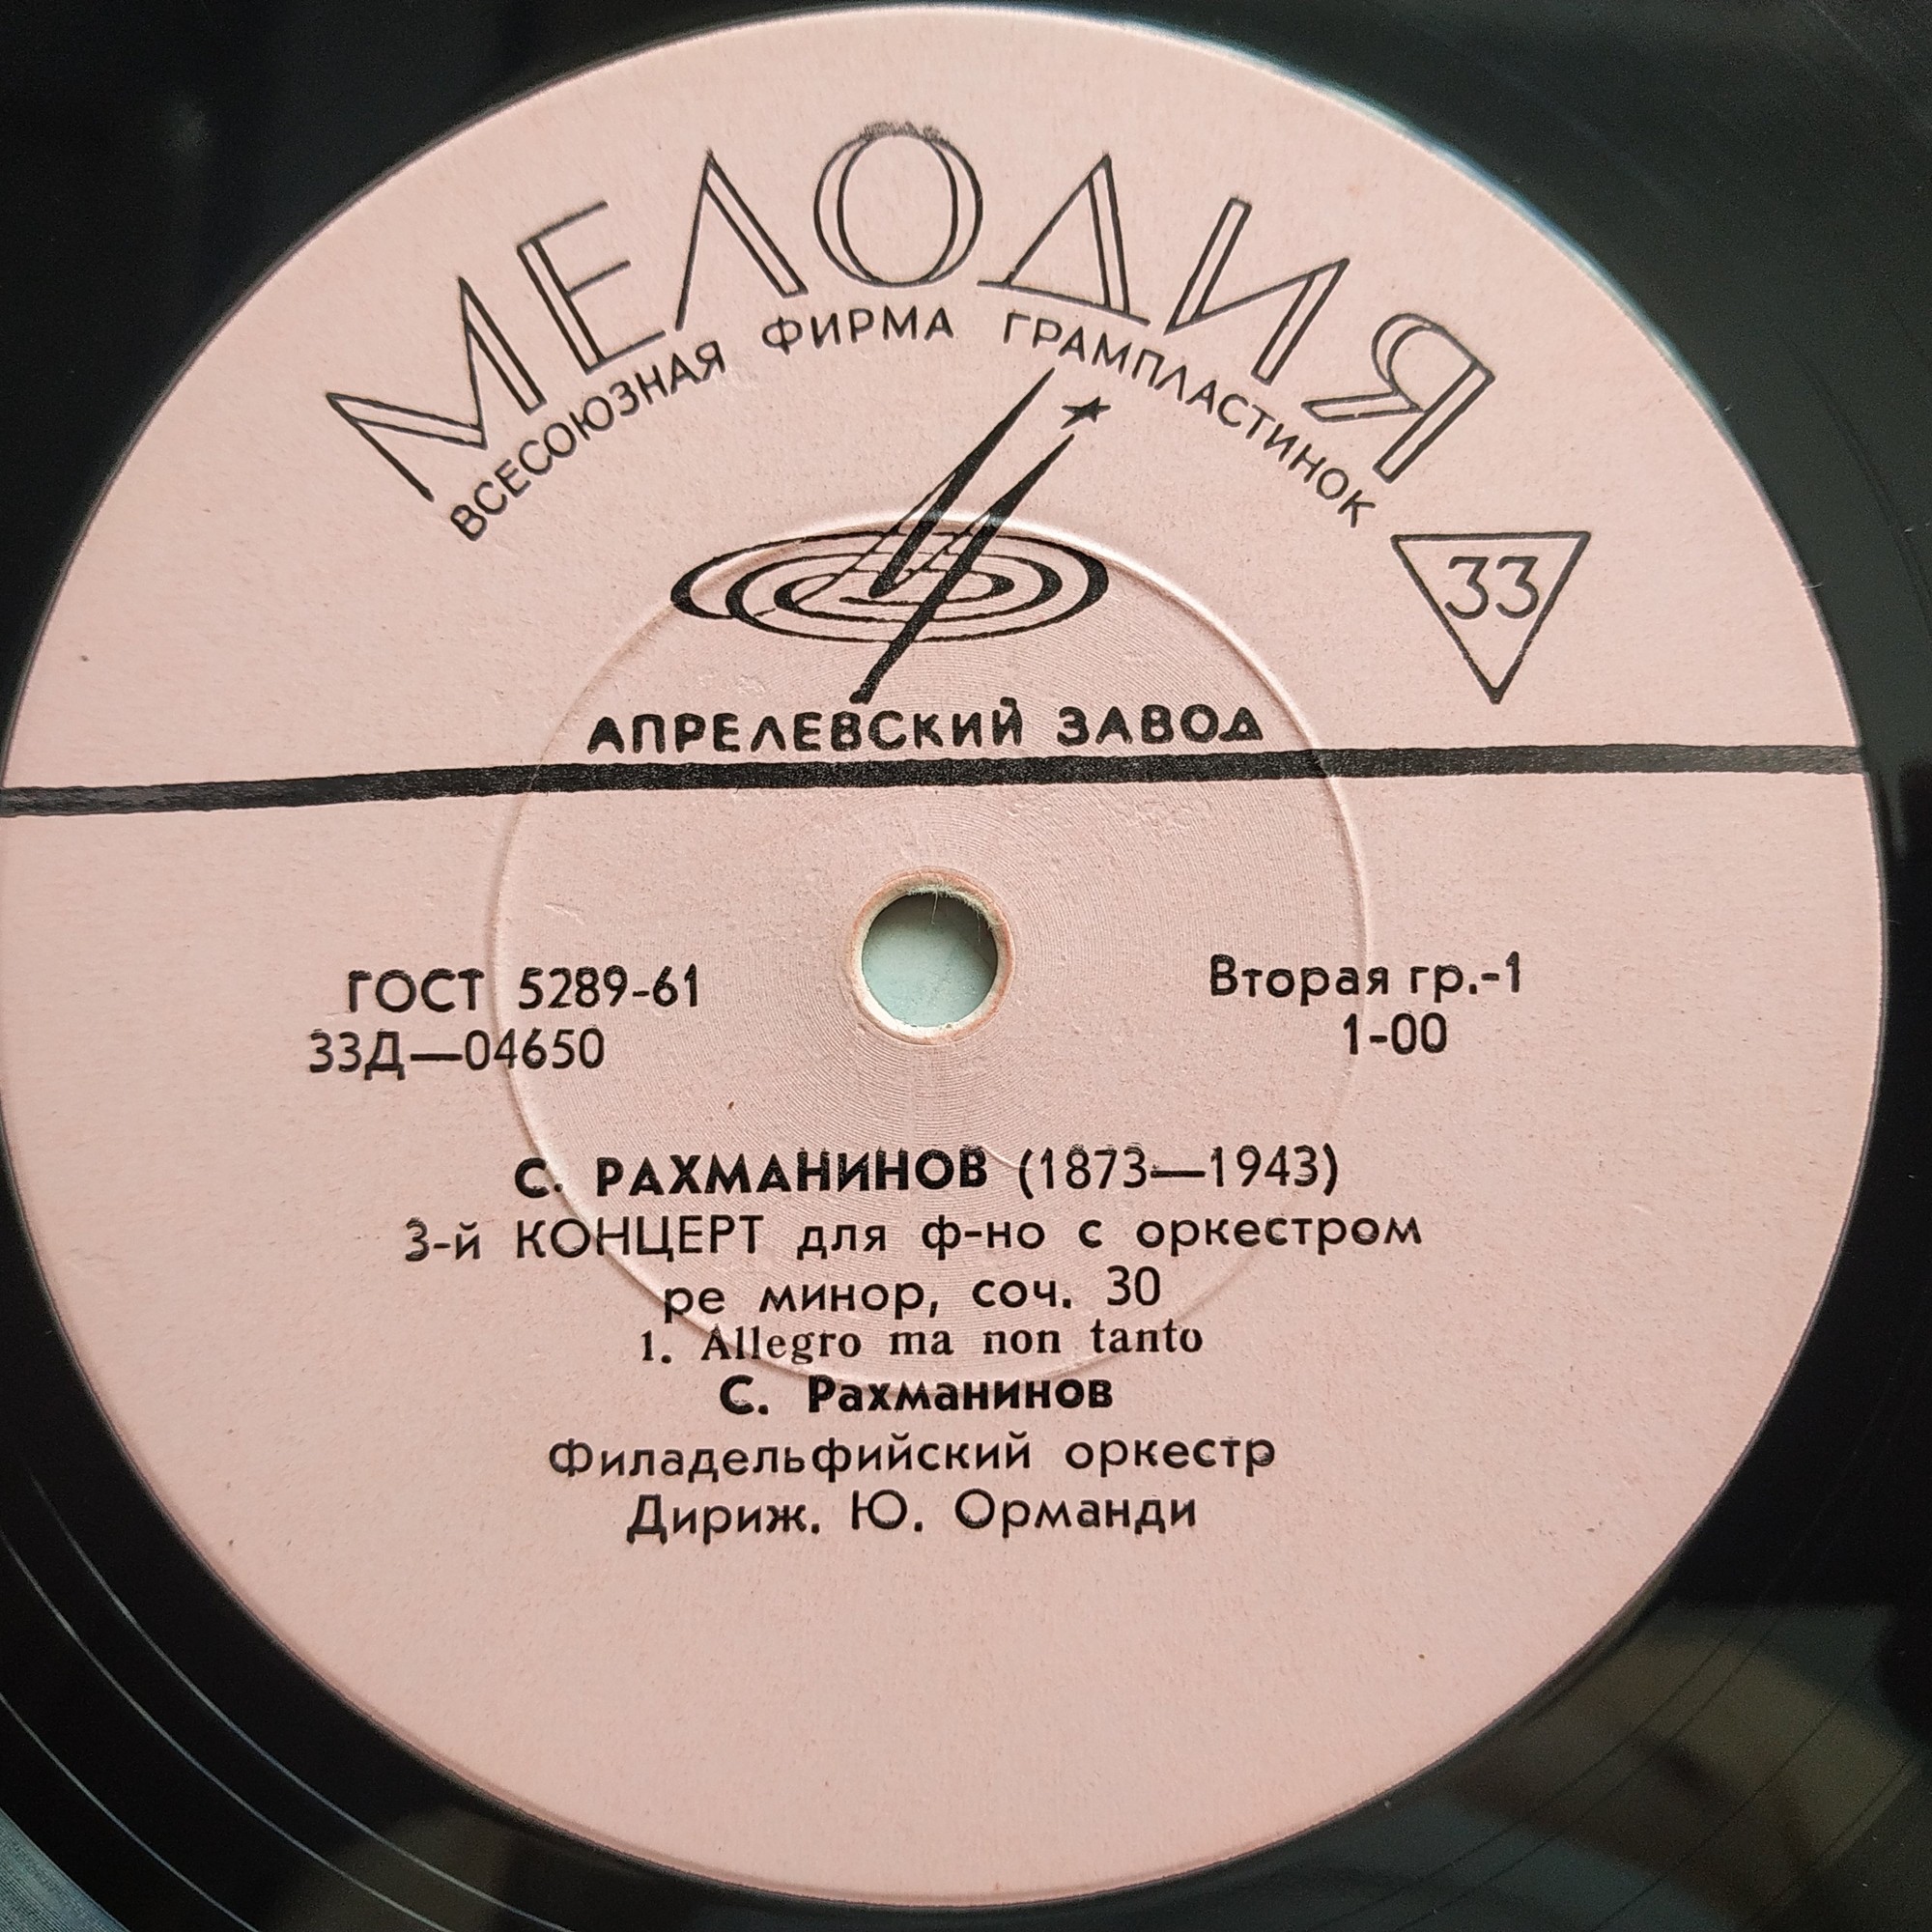 МЕЛОДИЯ
ВСЕСОЮЗНАЯ ФИРМА ГРАМПЛАСТИНОК
33
АПРЕЛЕВСКИЙ ЗАВОД
ГОСТ 5289-61
33Д—04650
Вторая гр.-1
1-00
С. РАХМАНИНОВ (1873—1943)
3-й КОНЦЕРТ для ф-но с оркестром
ре минор, соч. 30
1. Allegro ma non tanto
С. Рахманинов
Филадельфийский оркестр
Дириж. Ю. Орманди